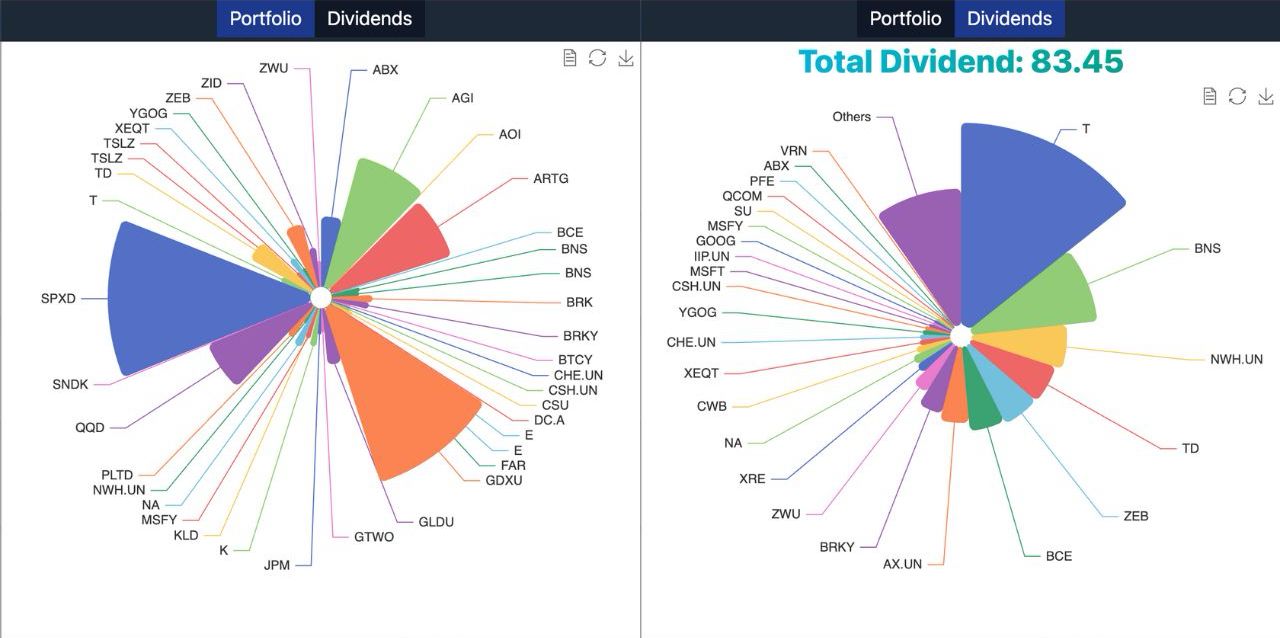 Portfolio Dividends
ZWU
ABX
ZID
AGI
ZEB
YGOG
AOI
XEQT
TSLZ
TSLZ
TD
ARTG
T
BCE
BNS
BNS
SPXD
BRK
BRKY
BTCY
CHE.UN
SNDK
CSH.UN
CSU
DC.A
QQD
E
E
FAR
PLTD
GDXU
NWH.UN
NA
MSFY
GLDU
KLD
GTWO
K
JPM
Portfolio Dividends
Total Dividend: 83.45
Others
T
VRN
ABX
PFE
QCOM
SU
MSFY
GOOG
BNS
IIP.UN
MSFT
CSH.UN
YGOG
CHE.UN
NWH.UN
XEQT
CWB
NA
TD
XRE
ZWU
ZEB
BRKY
BCE
AX.UN